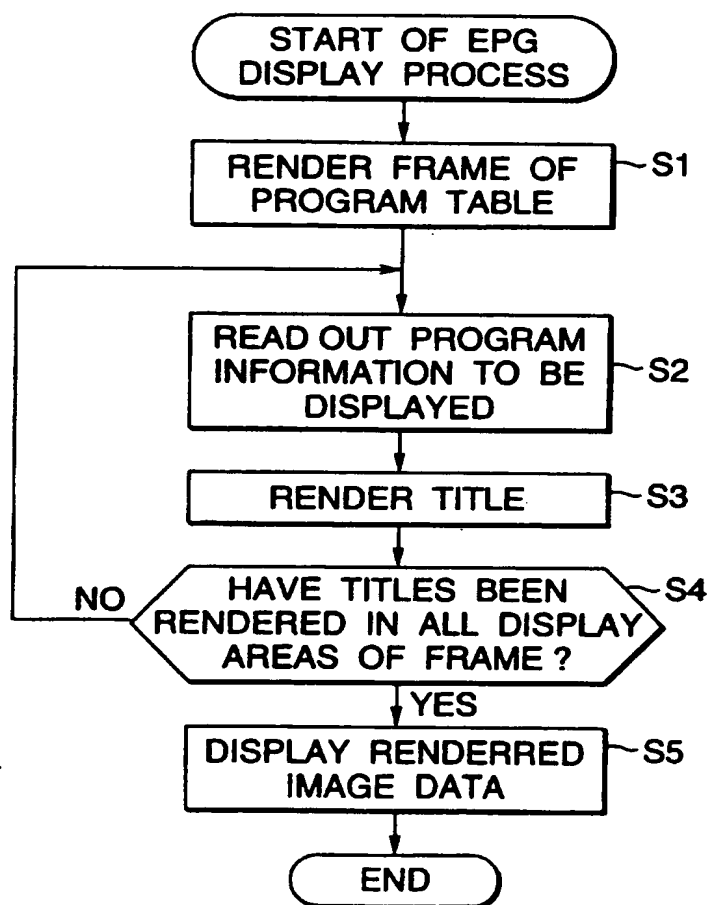 START OF EPG
DISPLAY PROCESS
RENDER FRAME OF
PROGRAM TABLE
S1
READ OUT PROGRAM
INFORMATION TO BE
DISPLAYED
S2
RENDER TITLE
S3
HAVE TITLES BEEN
RENDERED IN ALL DISPLAY
AREAS OF FRAME ?
S4
NO
YES
DISPLAY RENDERRED
IMAGE DATA
S5
END